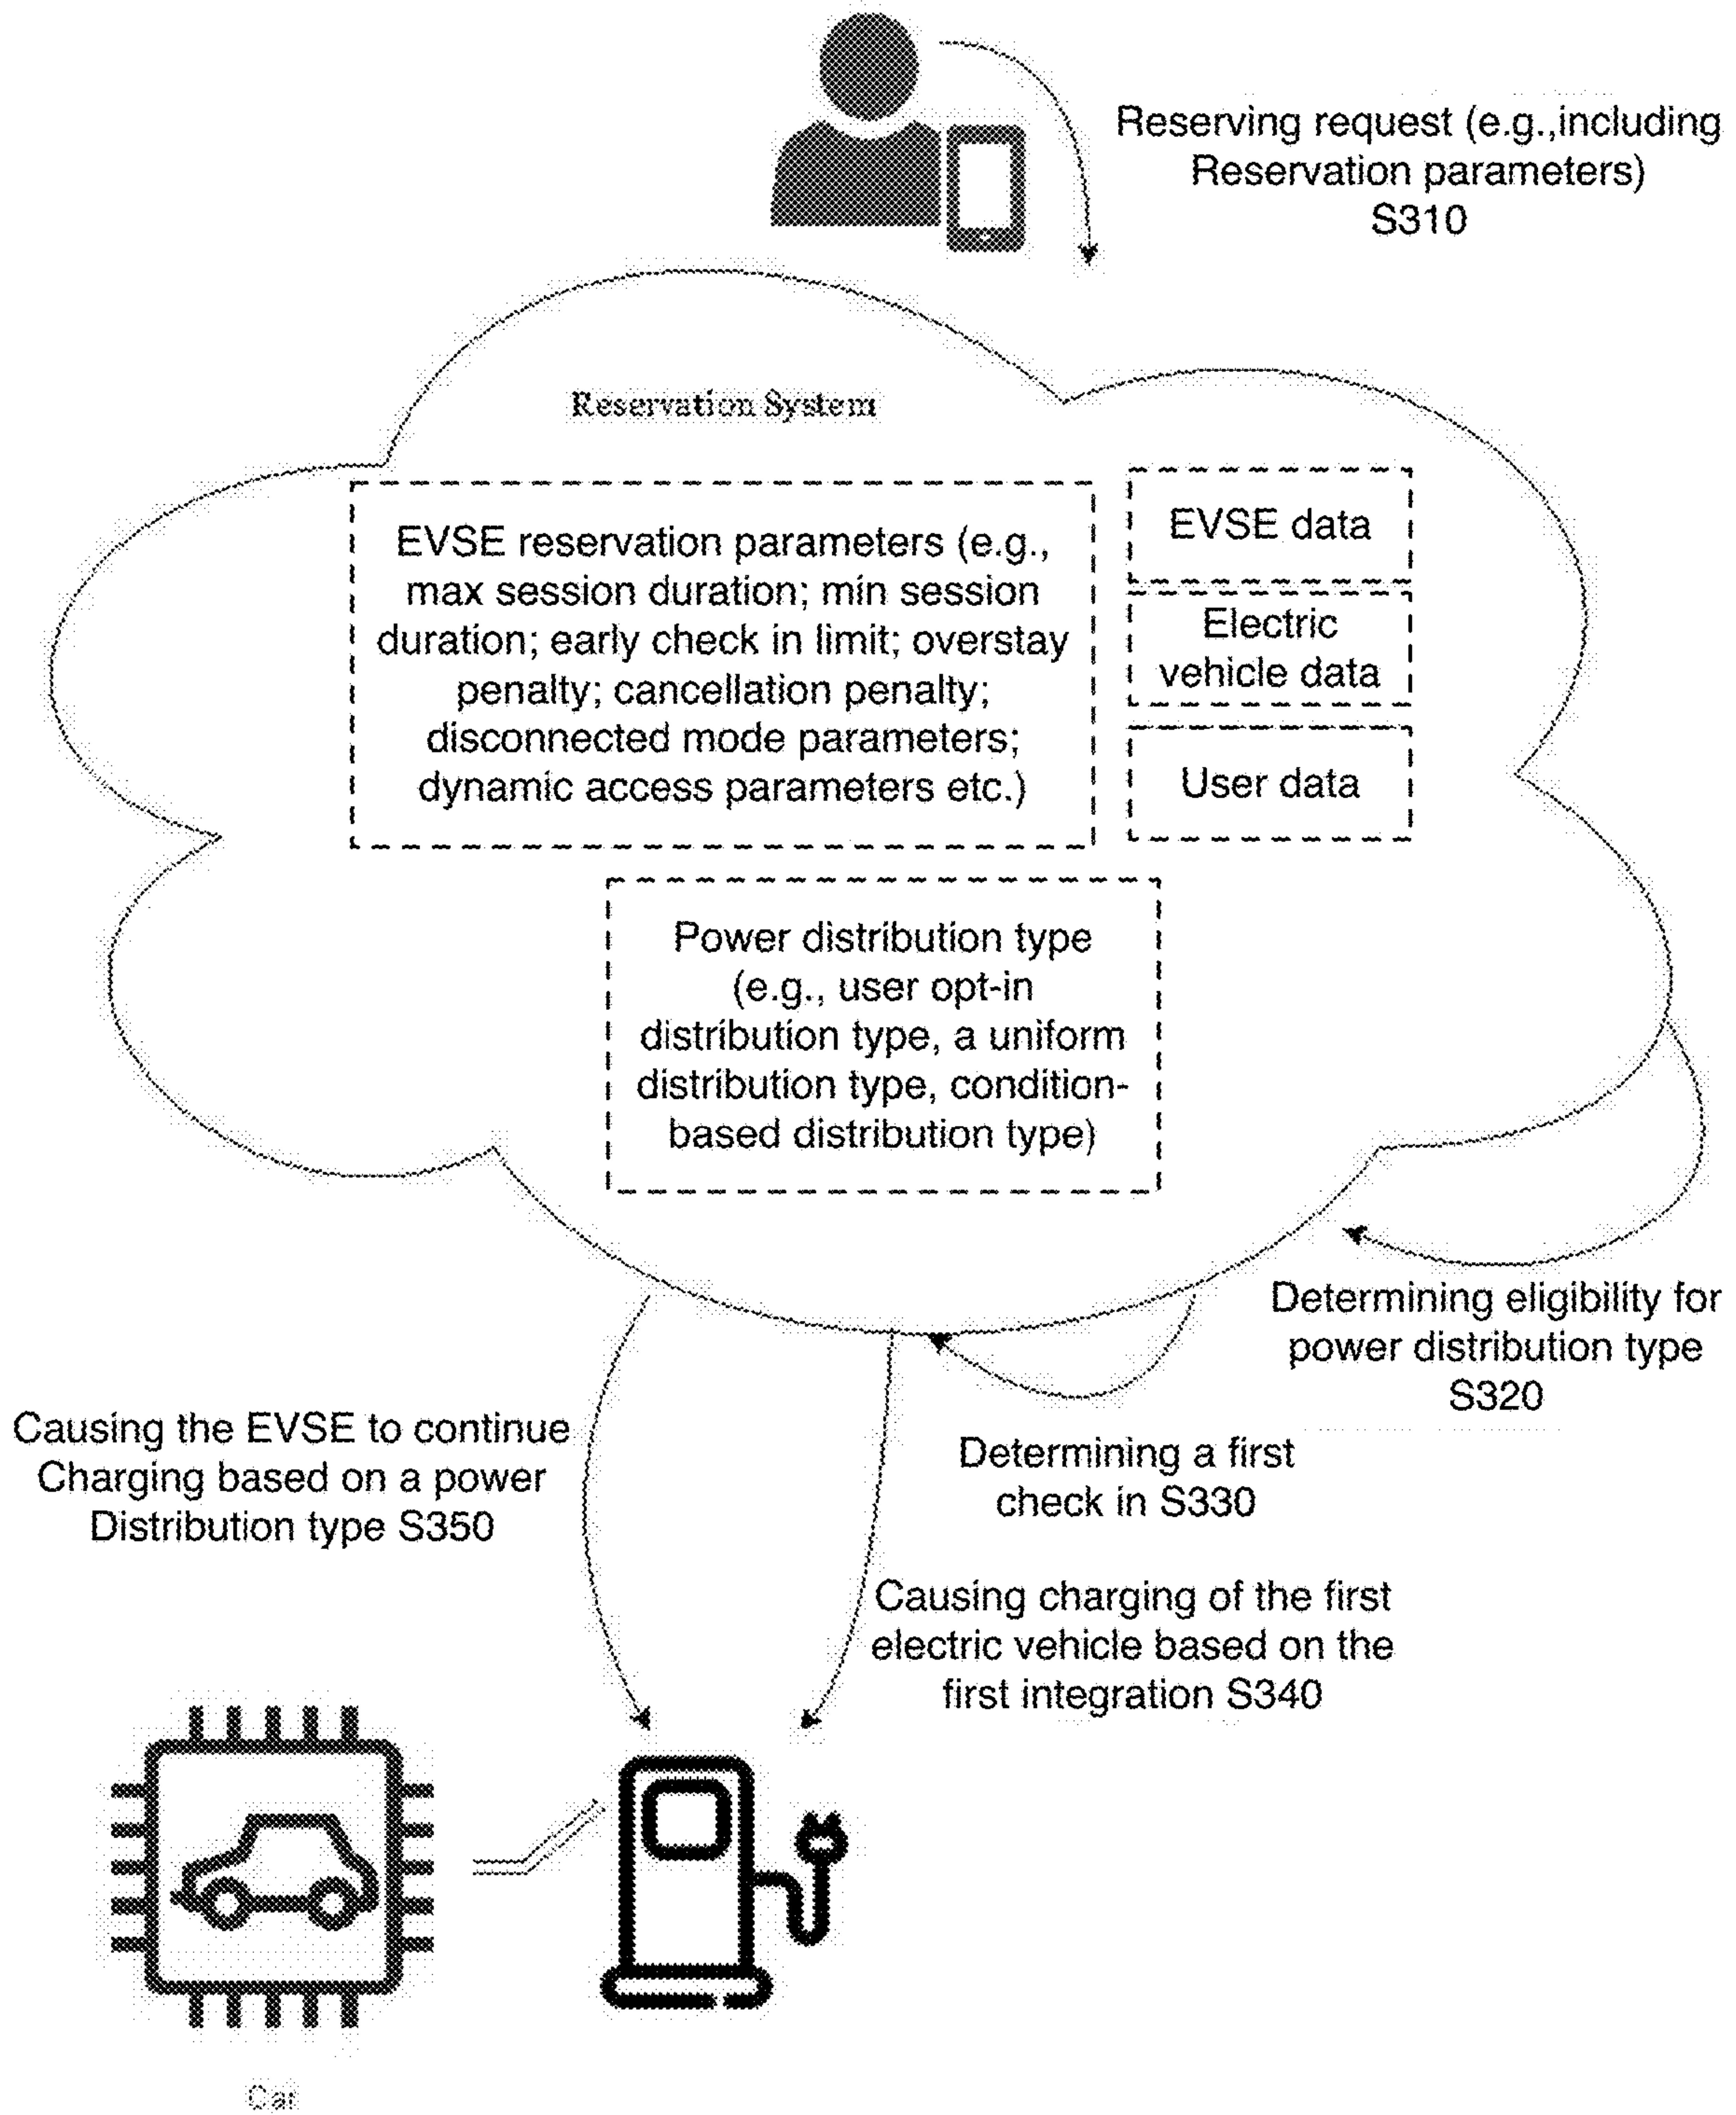 Reserving request (e.g.,including
Reservation parameters)
S310
Reservation System
EVSE reservation parameters (e.g.,
max session duration; min session
duration; early check in limit; overstay
penalty; cancellation penalty;
disconnected mode parameters;
dynamic access parameters etc.)
EVSE data
Electric
vehicle data
User data
Power distribution type
(e.g., user opt-in
distribution type, a uniform
distribution type, condition-
based distribution type)
Determining eligibility for
power distribution type
S320
Causing the EVSE to continue
Charging based on a power
Distribution type S350
Determining a first
check in S330
Causing charging of the first
electric vehicle based on the
first integration S340
Car